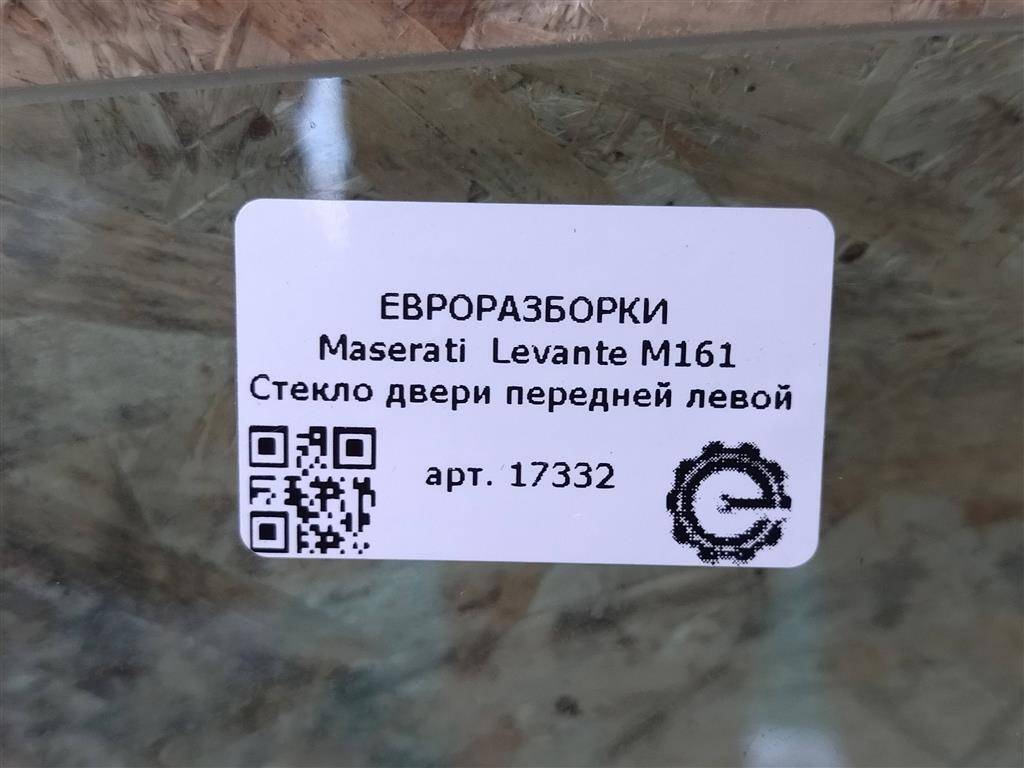 ЕВРОРАЗБОРКИ
Maserati Levante M161
Стекло двери передней левой
арт. 17332